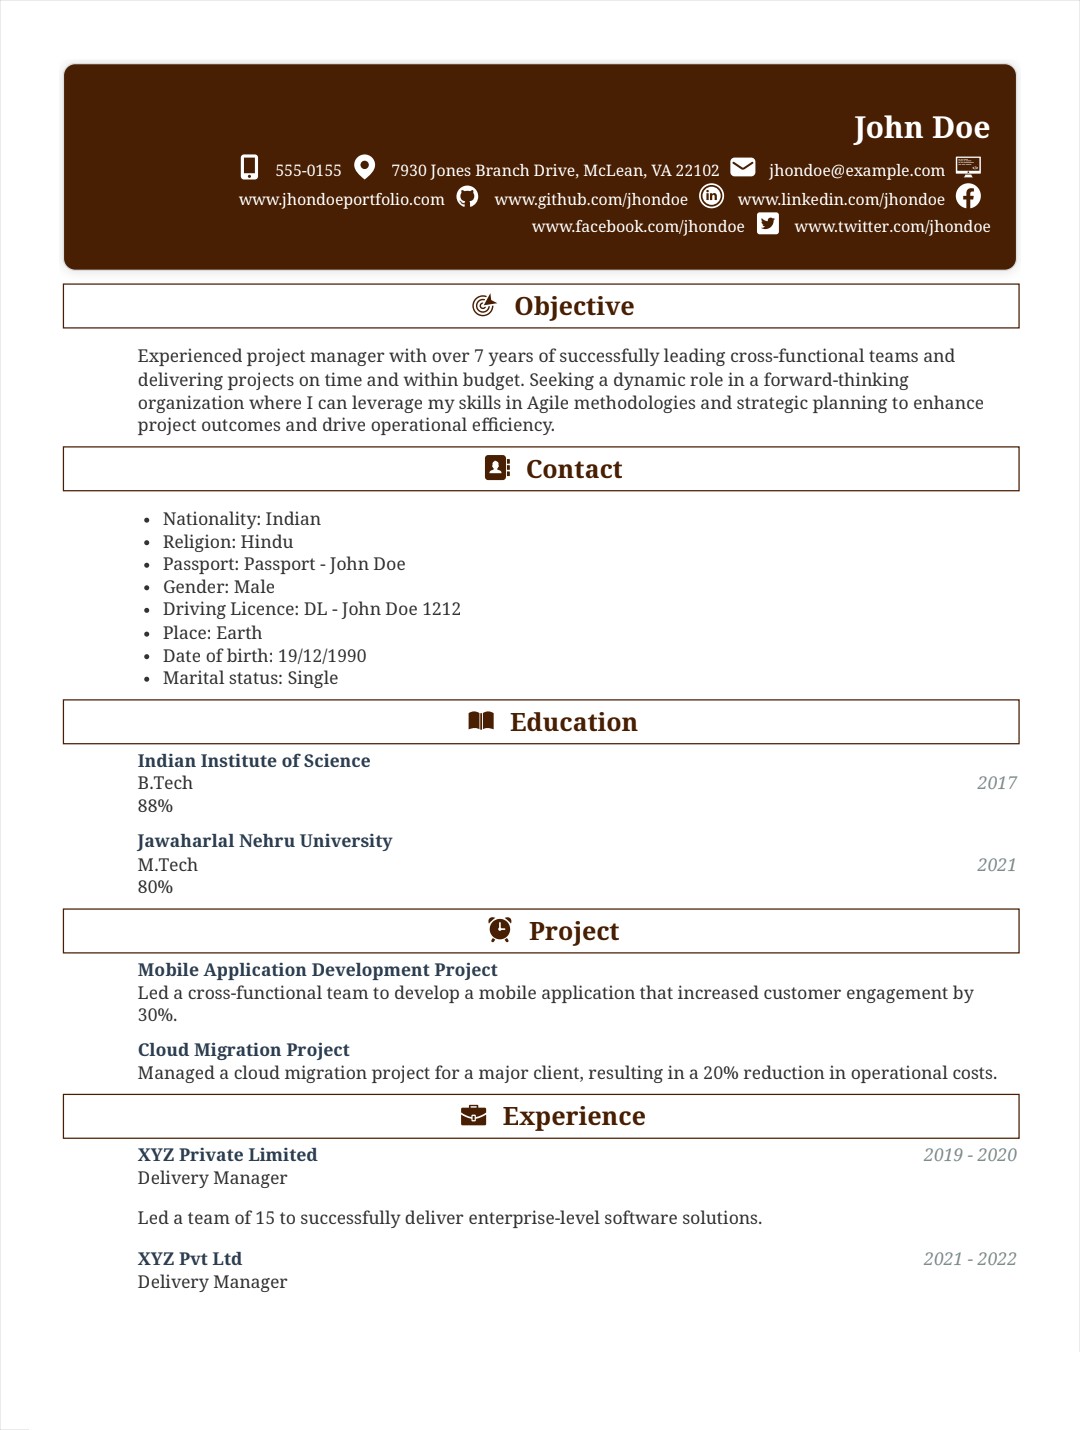 John Doe
555-0155 7930 Jones Branch Drive, McLean, VA 22102 jhondoe@example.com
www.jhondoeportfolio.com www.github.com/jhondoe www.linkedin.com/jhondoe
www.facebook.com/jhondoe www.twitter.com/jhondoe
Objective
Experienced project manager with over 7 years of successfully leading cross-functional teams and
delivering projects on time and within budget. Seeking a dynamic role in a forward-thinking
organization where I can leverage my skills in Agile methodologies and strategic planning to enhance
project outcomes and drive operational efficiency.
Contact
• Nationality: Indian
• Religion: Hindu
• Passport: Passport - John Doe
• Gender: Male
• Driving Licence: DL - John Doe 1212
• Place: Earth
• Date of birth: 19/12/1990
• Marital status: Single
Education
Indian Institute of Science
B.Tech 2017
88%
Jawaharlal Nehru University
M.Tech 2021
80%
Project
Mobile Application Development Project
Led a cross-functional team to develop a mobile application that increased customer engagement by
30%.
Cloud Migration Project
Managed a cloud migration project for a major client, resulting in a 20% reduction in operational costs.
Experience
XYZ Private Limited 2019 - 2020
Delivery Manager
Led a team of 15 to successfully deliver enterprise-level software solutions.
XYZ Pvt Ltd 2021 - 2022
Delivery Manager